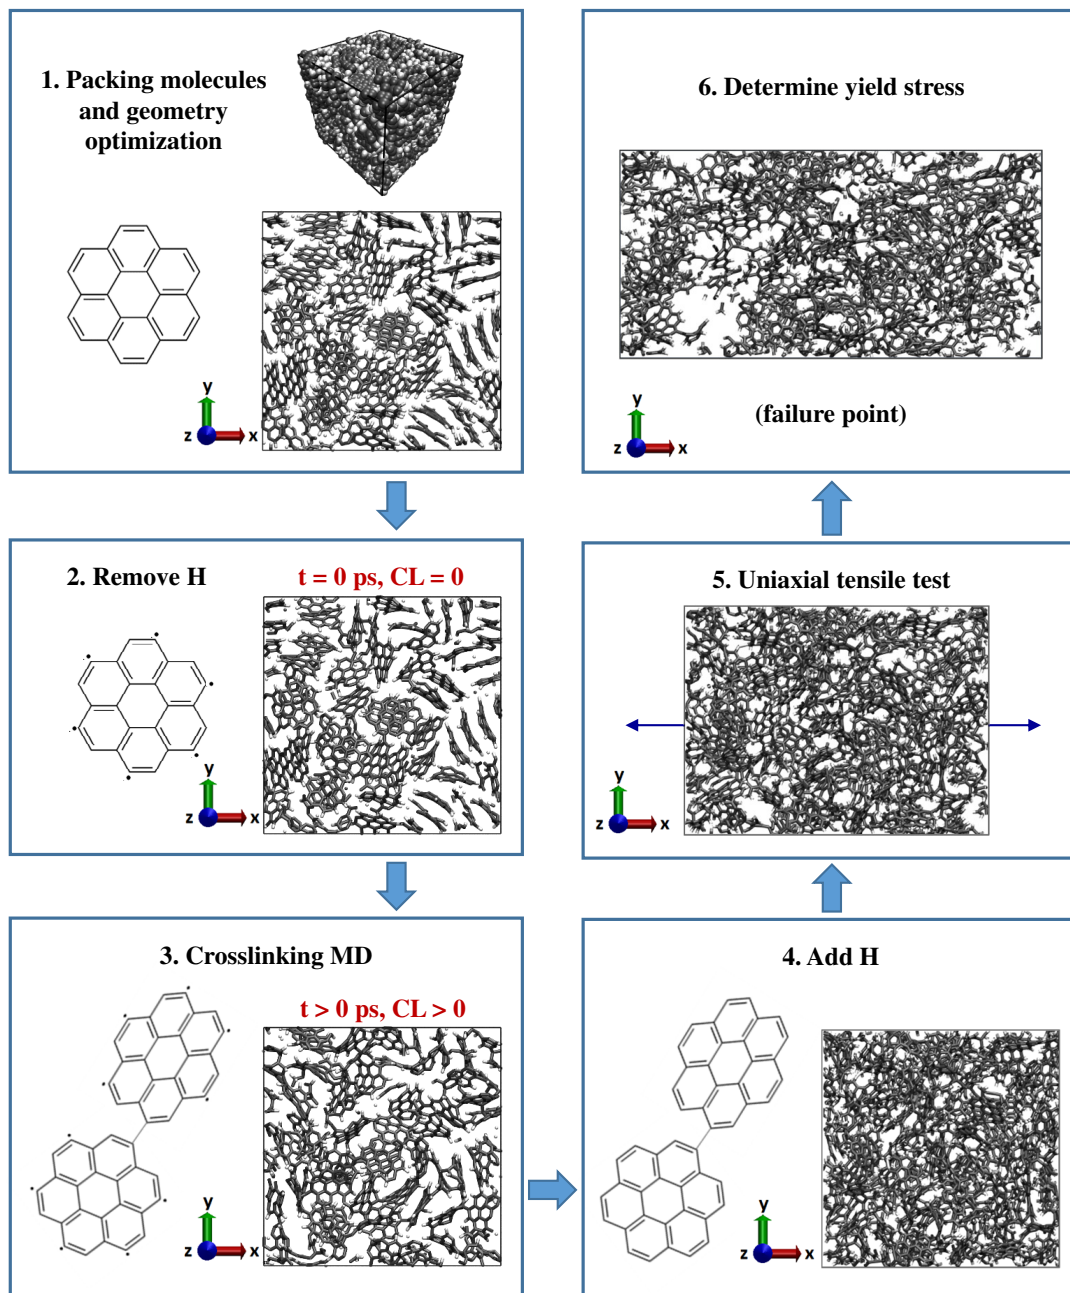 1. Packing molecules
and geometry
optimization
y
z
x
2. Remove H
t = 0 ps, CL = 0
y
z
x
3. Crosslinking MD
t > 0 ps, CL > 0
y
z
x
4. Add H
y
z
x
5. Uniaxial tensile test
y
z
x
6. Determine yield stress
y
z
x
(failure point)